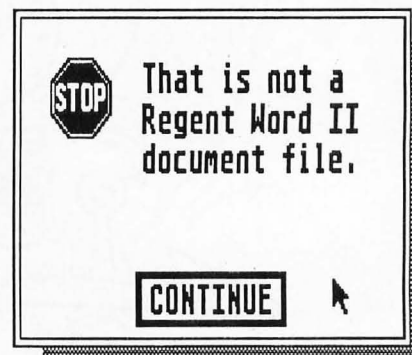 STOP
That is not a
Regent Word II
document file.
CONTINUE